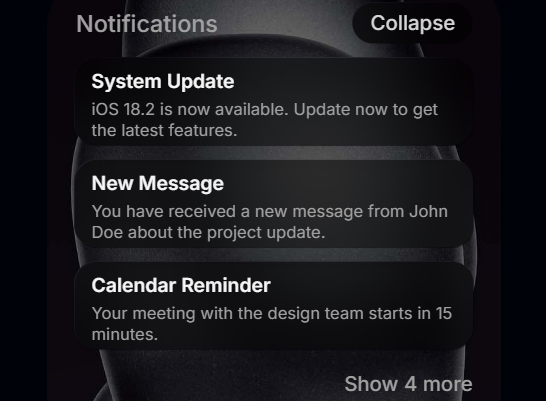 Notifications
Collapse
System Update
iOS 18.2 is now available. Update now to get
the latest features.
New Message
You have received a new message from John
Doe about the project update.
Calendar Reminder
Your meeting with the design team starts in 15
minutes.
Show 4 more